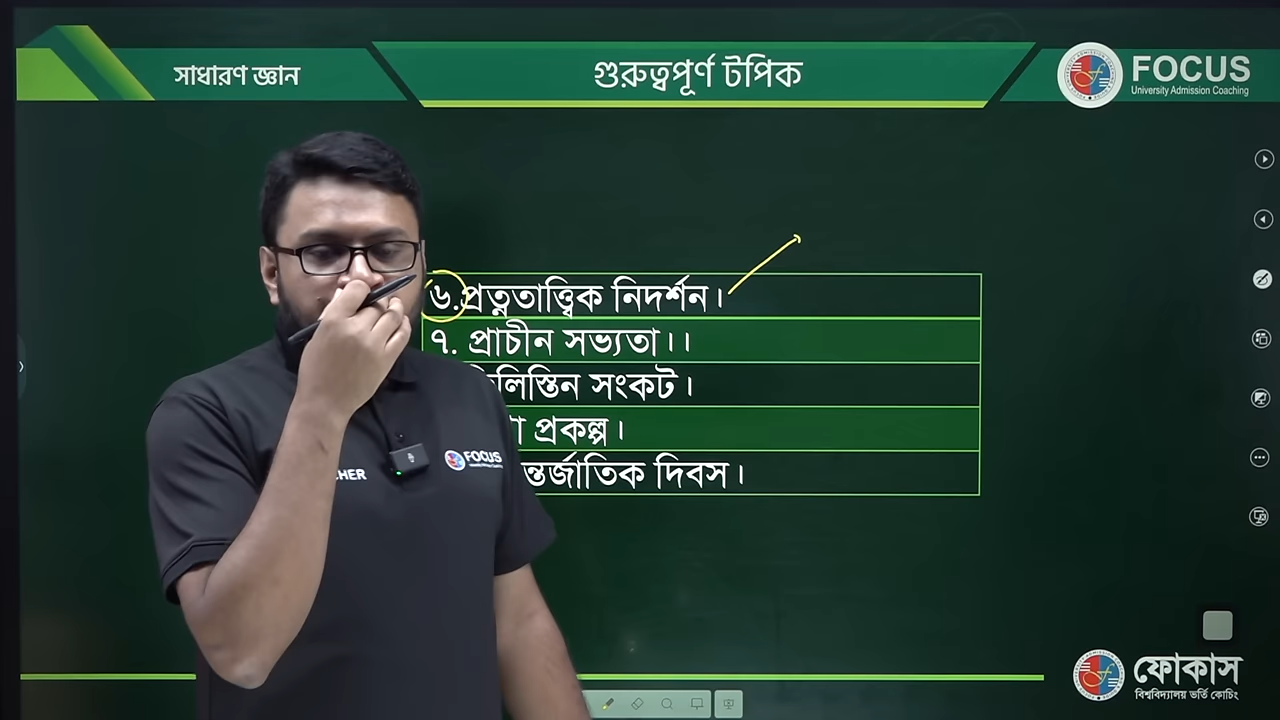 সাধারণ জ্ঞান
গুরুত্বপূর্ণ টপিক
FOCUS
University Admission Coaching
৬.প্রত্নতাত্ত্বিক নিদর্শন।
৭. প্রাচীন সভ্যতা।।
সংকট।
প্রকল্প।
দিবস।
FOCUS
ফোকাস
বিশ্ববিদ্যালয় ভর্তি কোচিং